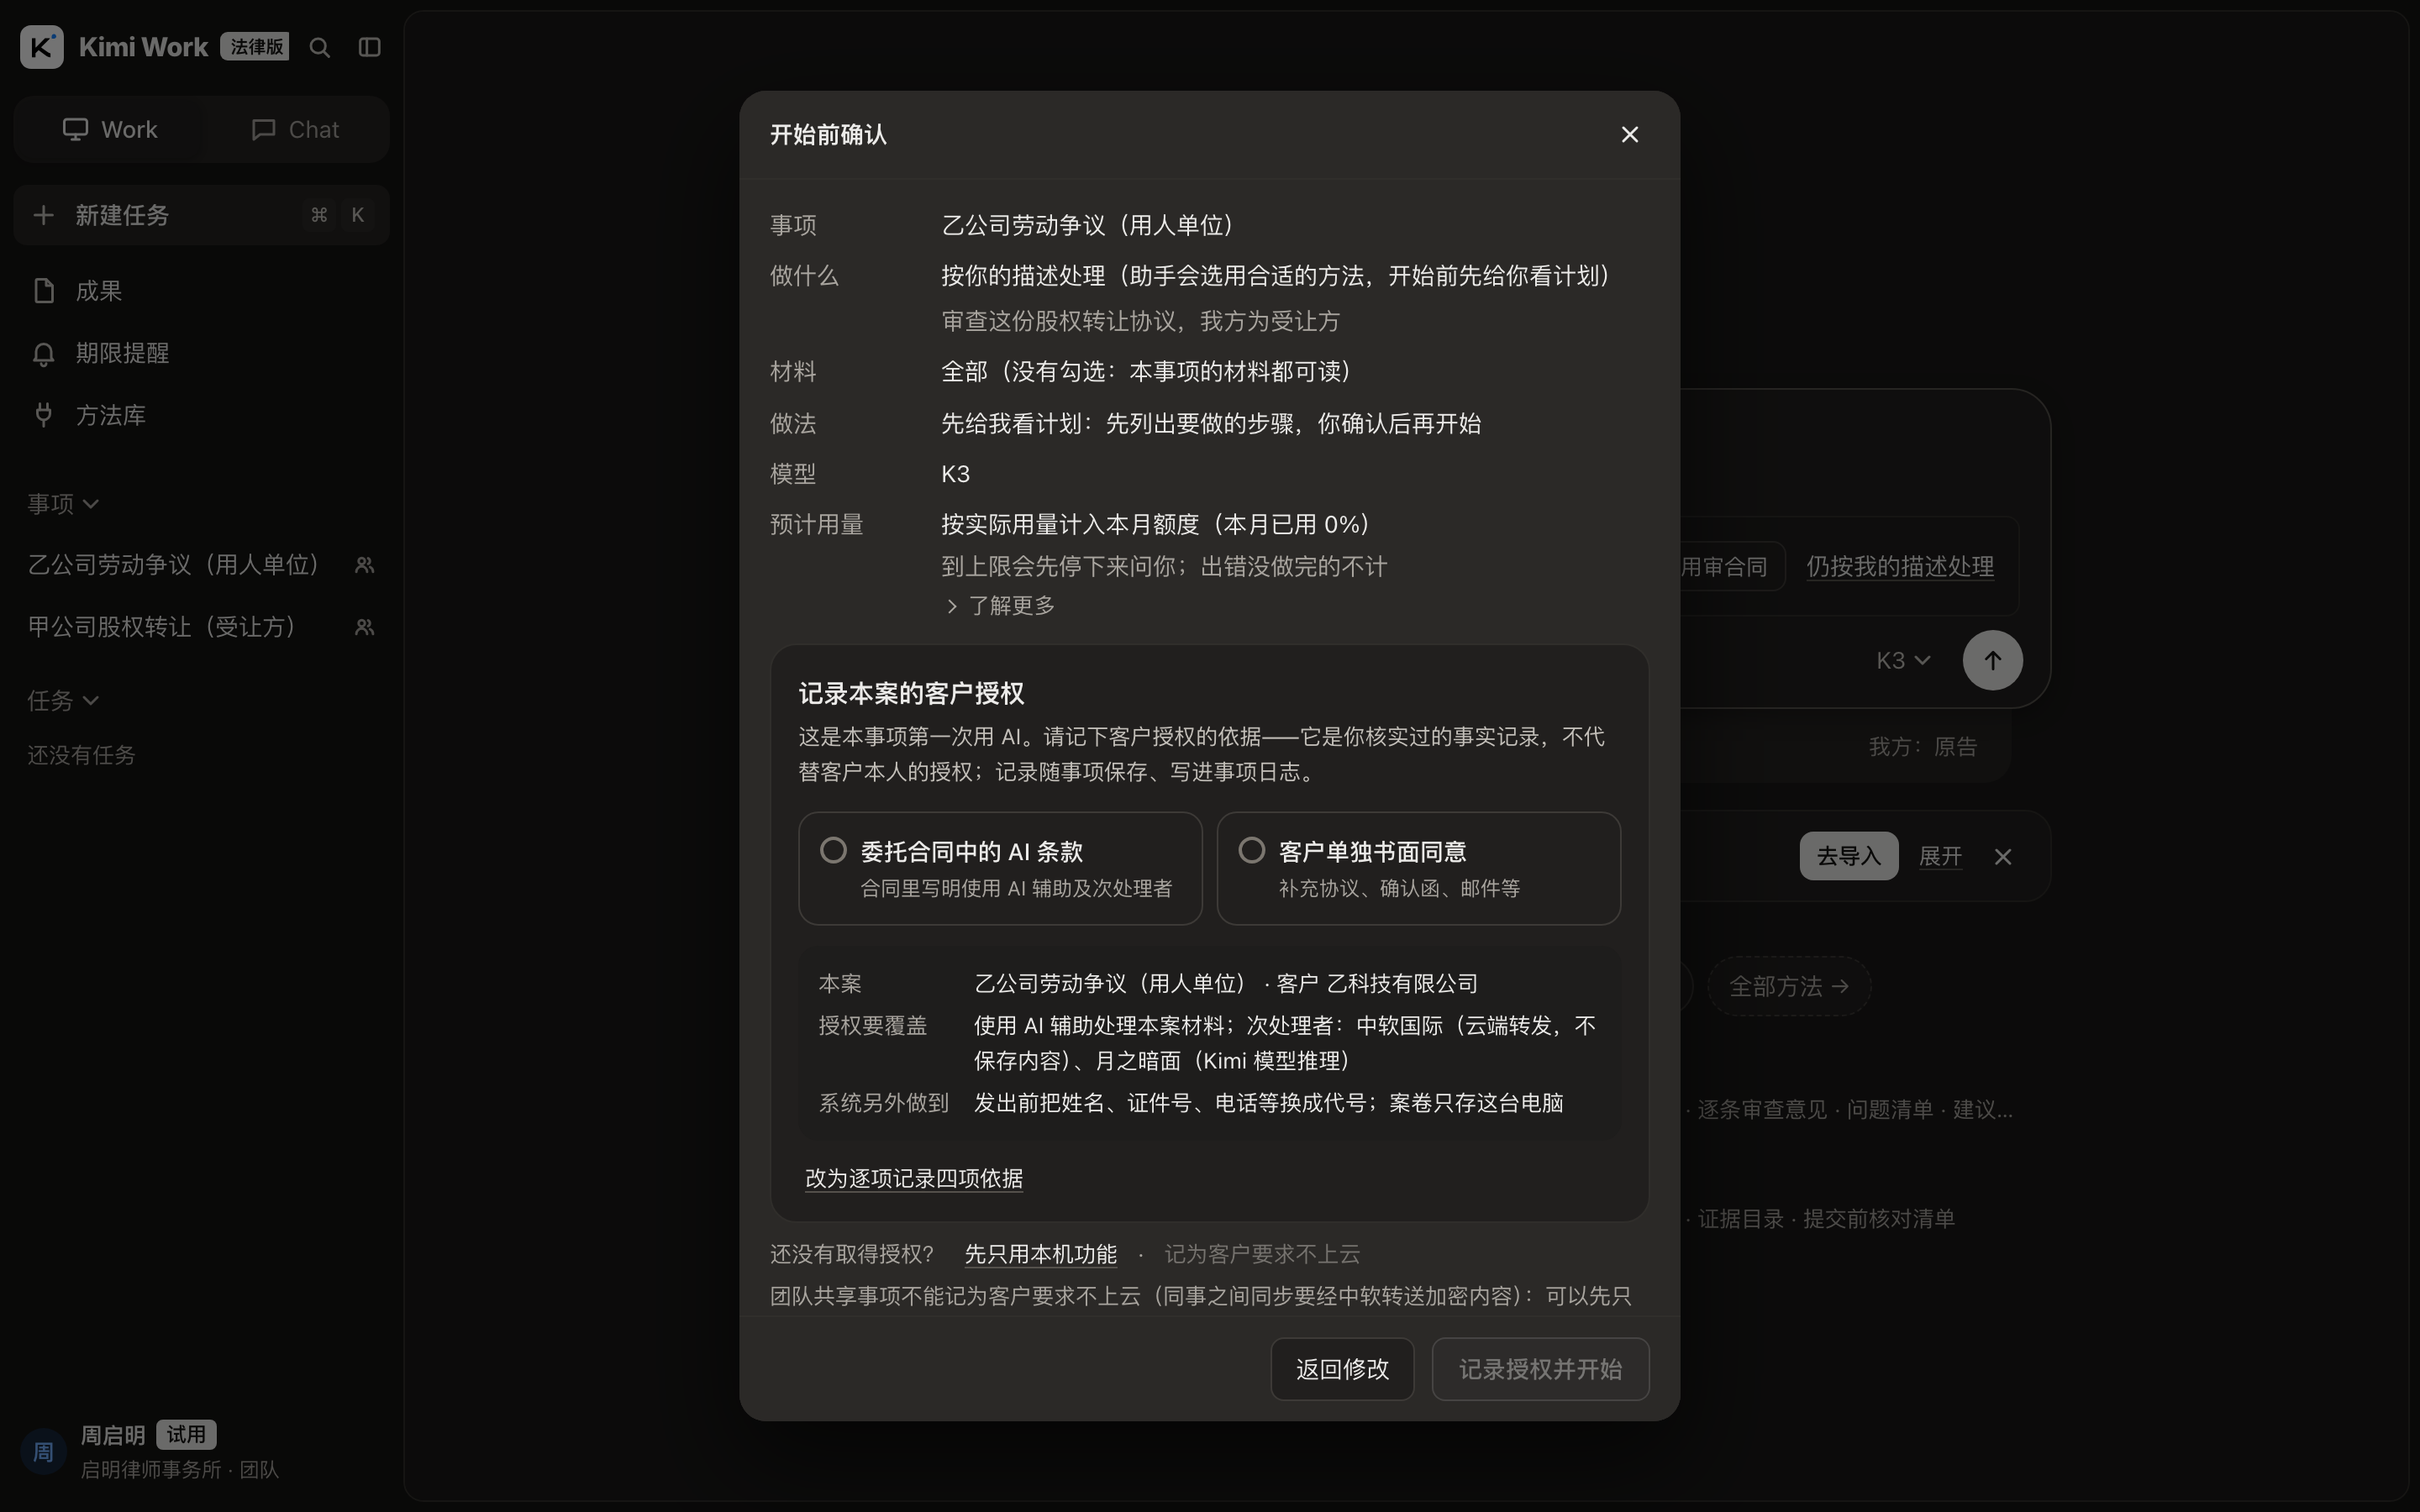 Kimi Work 法律版
Work
Chat
新建任务 ⌘ K
成果
期限提醒
方法库
事项
乙公司劳动争议（用人单位）
甲公司股权转让（受让方）
任务
还没有任务
周 周启明 试用
启明律师事务所 · 团队
开始前确认
事项 乙公司劳动争议（用人单位）
做什么 按你的描述处理（助手会选用合适的方法，开始前先给你看计划）
审查这份股权转让协议，我方为受让方
材料 全部（没有勾选：本事项的材料都可读）
做法 先给我看计划：先列出要做的步骤，你确认后再开始
模型 K3
预计用量 按实际用量计入本月额度（本月已用 0%）
到上限会先停下来问你；出错没做完的不计
了解更多
记录本案的客户授权
这是本事项第一次用 AI。请记下客户授权的依据——它是你核实过的事实记录，不代
替客户本人的授权；记录随事项保存、写进事项日志。
委托合同中的 AI 条款
合同里写明使用 AI 辅助及次处理者
客户单独书面同意
补充协议、确认函、邮件等
本案 乙公司劳动争议（用人单位） · 客户 乙科技有限公司
授权要覆盖 使用 AI 辅助处理本案材料；次处理者：中软国际（云端转发，不
保存内容）、月之暗面（Kimi 模型推理）
系统另外做到 发出前把姓名、证件号、电话等换成代号；案卷只存这台电脑
改为逐项记录四项依据
还没有取得授权？ 先只用本机功能 · 记为客户要求不上云
团队共享事项不能记为客户要求不上云（同事之间同步要经中软转送加密内容）：可以先只
返回修改
记录授权并开始
用审合同
仍按我的描述处理
K3
我方：原告
去导入
展开
全部方法 →
· 逐条审查意见 · 问题清单 · 建议...
· 证据目录 · 提交前核对清单